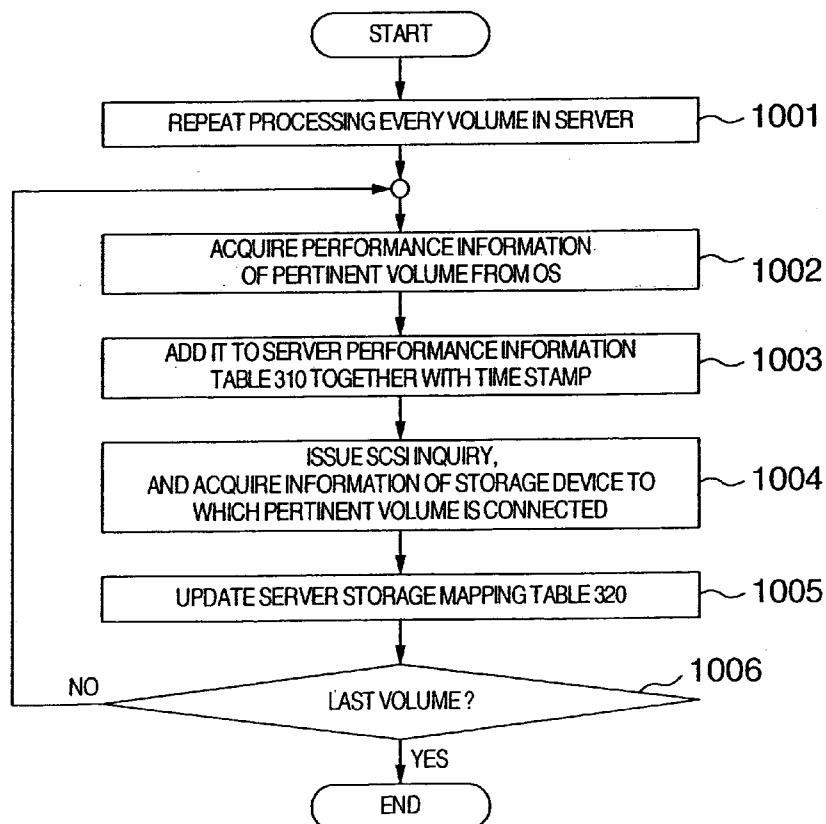 START
REPEAT PROCESSING EVERY VOLUME IN SERVER
1001
ACQUIRE PERFORMANCE INFORMATION
OF PERTINENT VOLUME FROM OS
1002
ADD IT TO SERVER PERFORMANCE INFORMATION
TABLE 310 TOGETHER WITH TIME STAMP
1003
ISSUE SCSI INQUIRY,
AND ACQUIRE INFORMATION OF STORAGE DEVICE TO
WHICH PERTINENT VOLUME IS CONNECTED
1004
UPDATE SERVER STORAGE MAPPING TABLE 320
1005
LAST VOLUME?
1006
NO
YES
END